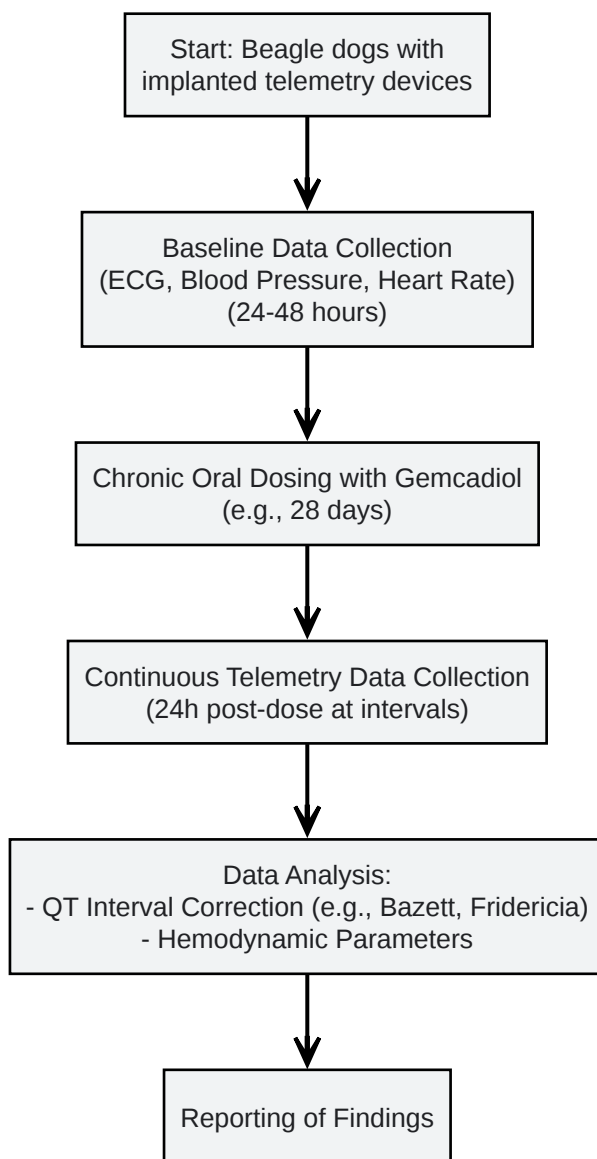 Start: Beagle dogs with
implanted telemetry devices
Baseline Data Collection
(ECG, Blood Pressure, Heart Rate)
(24-48 hours)
Chronic Oral Dosing with Gemcadiol
(e.g., 28 days)
Continuous Telemetry Data Collection
(24h post-dose at intervals)
Data Analysis:
- QT Interval Correction (e.g., Bazett, Fridericia)
- Hemodynamic Parameters
Reporting of Findings